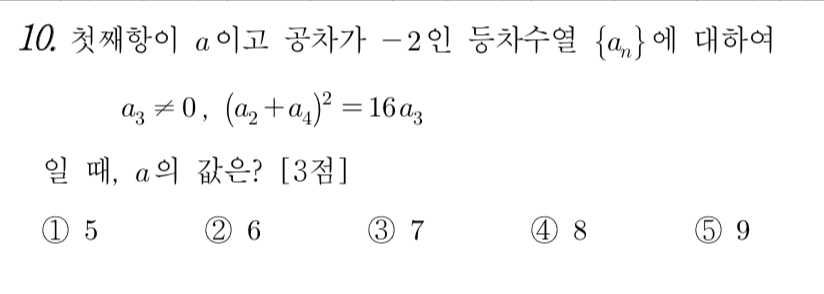 10. 첫째항이 a이고 공차가 −2인 등차수열 {aₙ}에 대하여
a₃ ≠ 0, (a₂+a₄)² = 16a₃
일 때, a의 값은? [3점]
① 5 ② 6 ③ 7 ④ 8 ⑤ 9